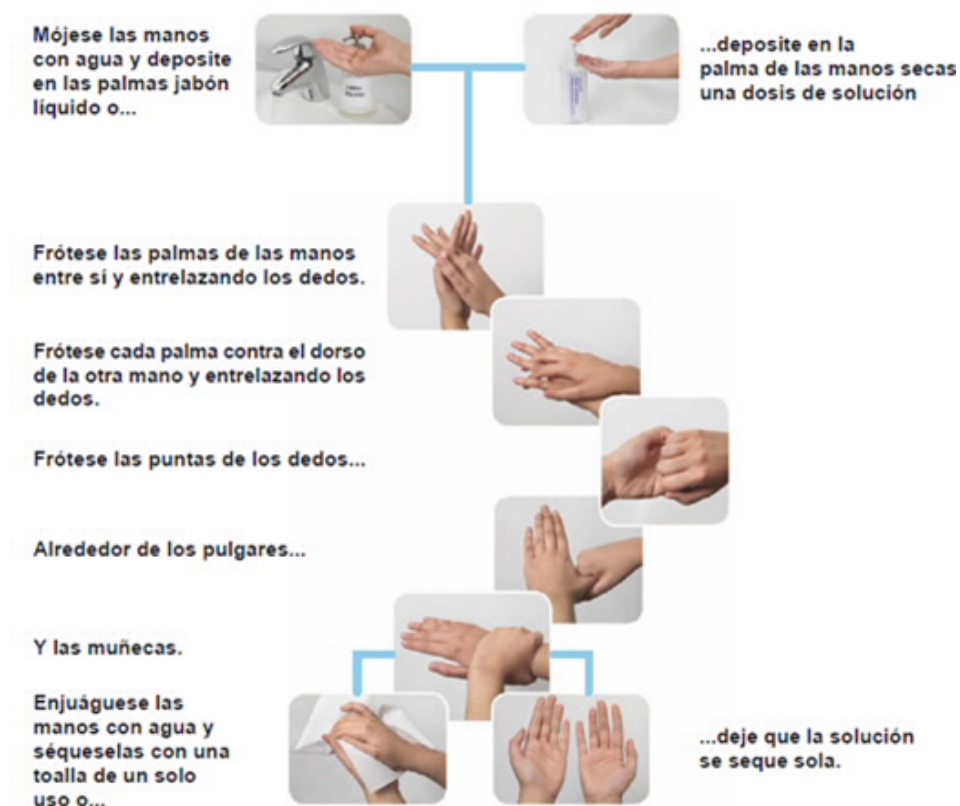 Mójese las manos
con agua y deposite
en las palmas jabón
líquido o...
...deposite en la
palma de las manos secas
una dosis de solución
Frótese las palmas de las manos
entre sí y entrelazando los dedos.
Frótese cada palma contra el dorso
de la otra mano y entrelazando los
dedos.
Frótese las puntas de los dedos...
Alrededor de los pulgares...
Y las muñecas.
Enjuáguese las
manos con agua y
séqueselas con una
toalla de un solo
uso o...
...deje que la solución
se seque sola.